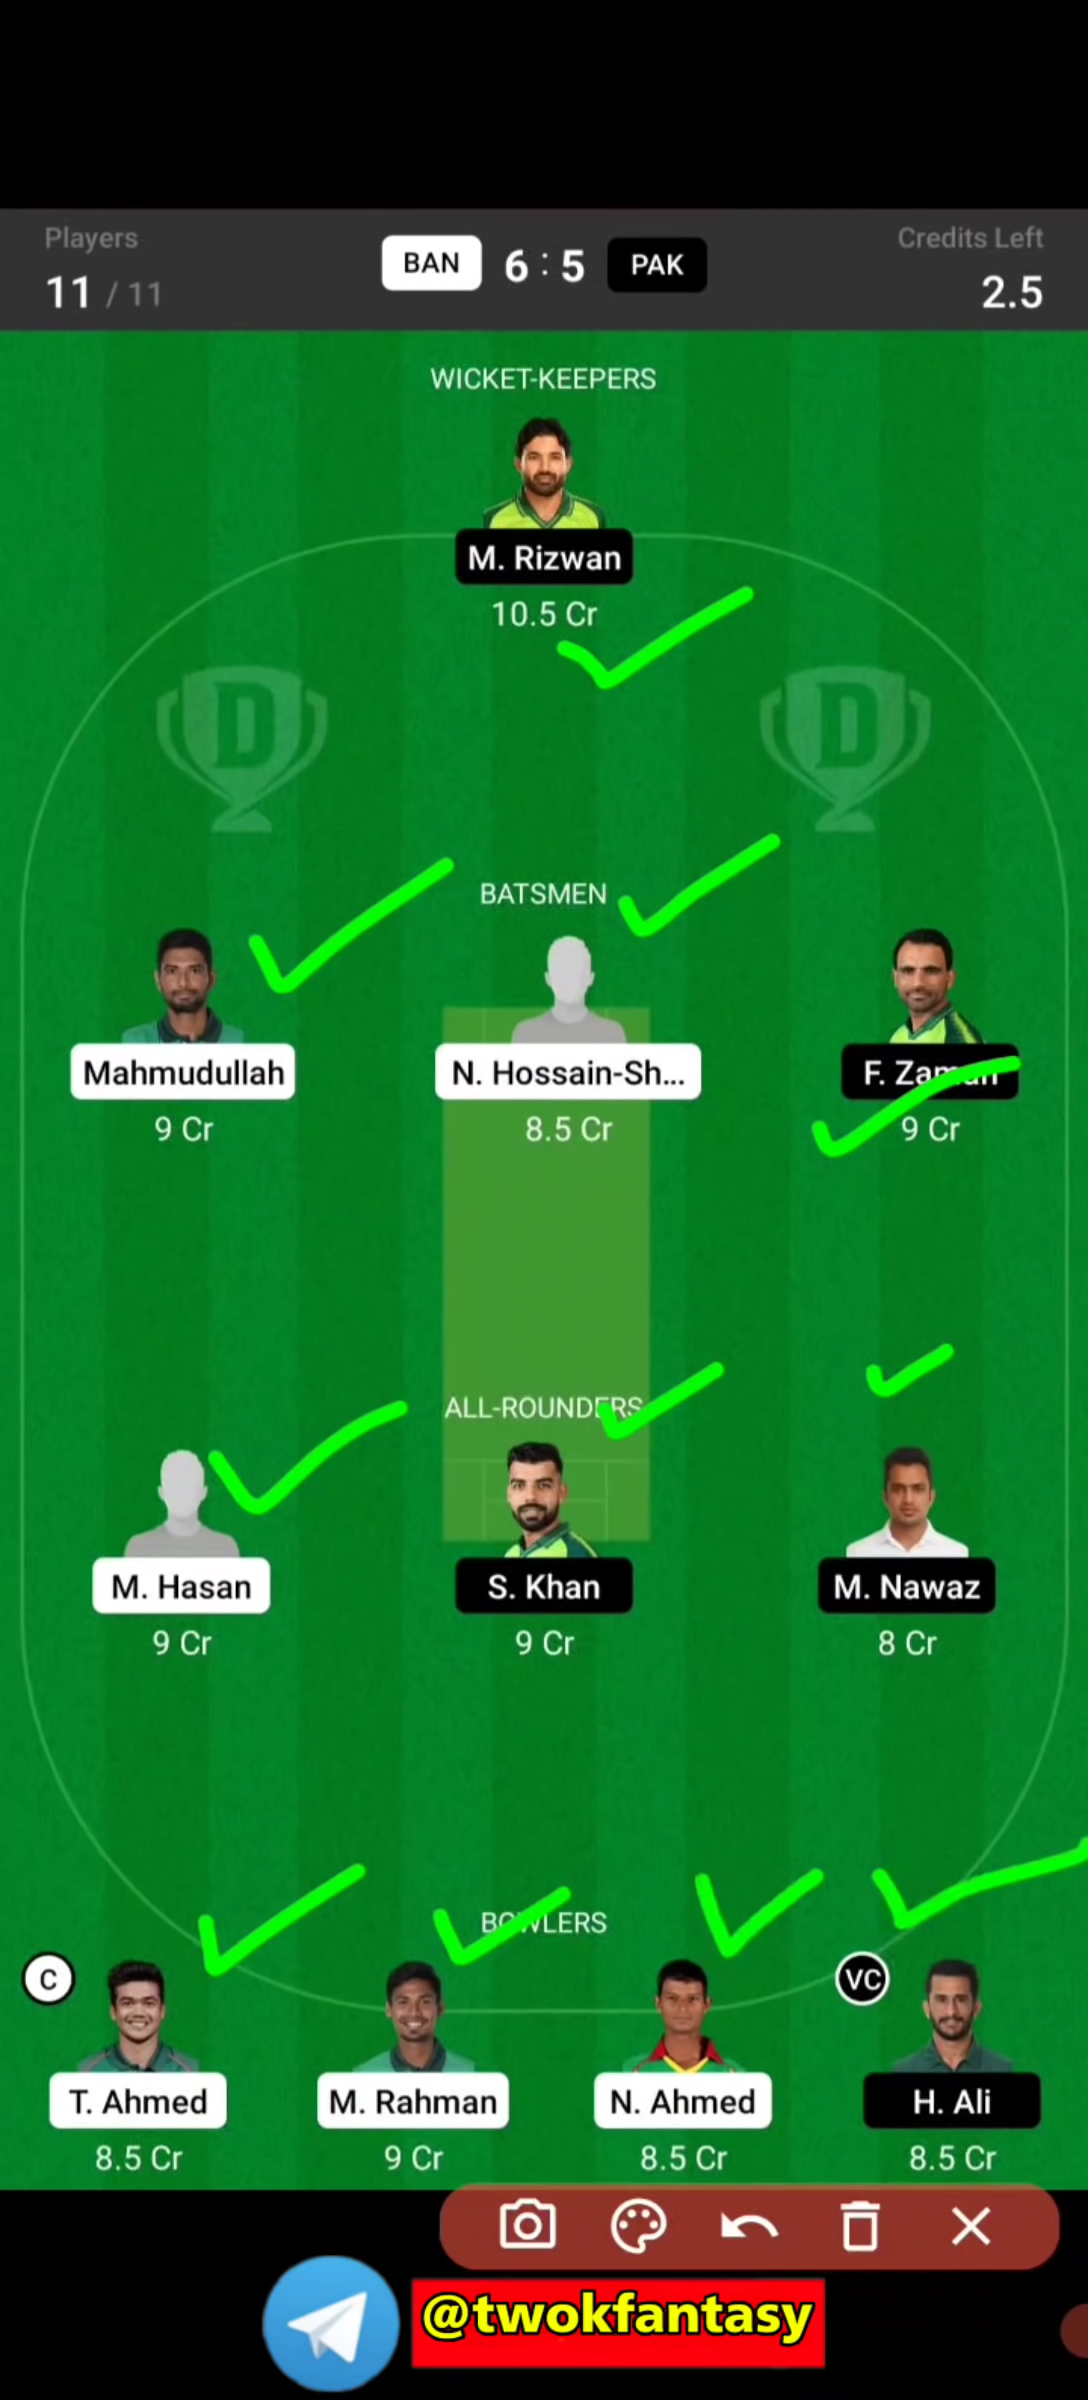 Players
11 / 11
BAN 6 : 5 PAK
Credits Left
2.5
WICKET-KEEPERS
M. Rizwan
10.5 Cr
D D
BATSMEN
Mahmudullah N. Hossain-Sh... F. Zaman
9 Cr 8.5 Cr 9 Cr
ALL-ROUNDERS
M. Hasan S. Khan M. Nawaz
9 Cr 9 Cr 8 Cr
BOWLERS
C VC
T. Ahmed M. Rahman N. Ahmed H. Ali
8.5 Cr 9 Cr 8.5 Cr 8.5 Cr
@twokfantasy